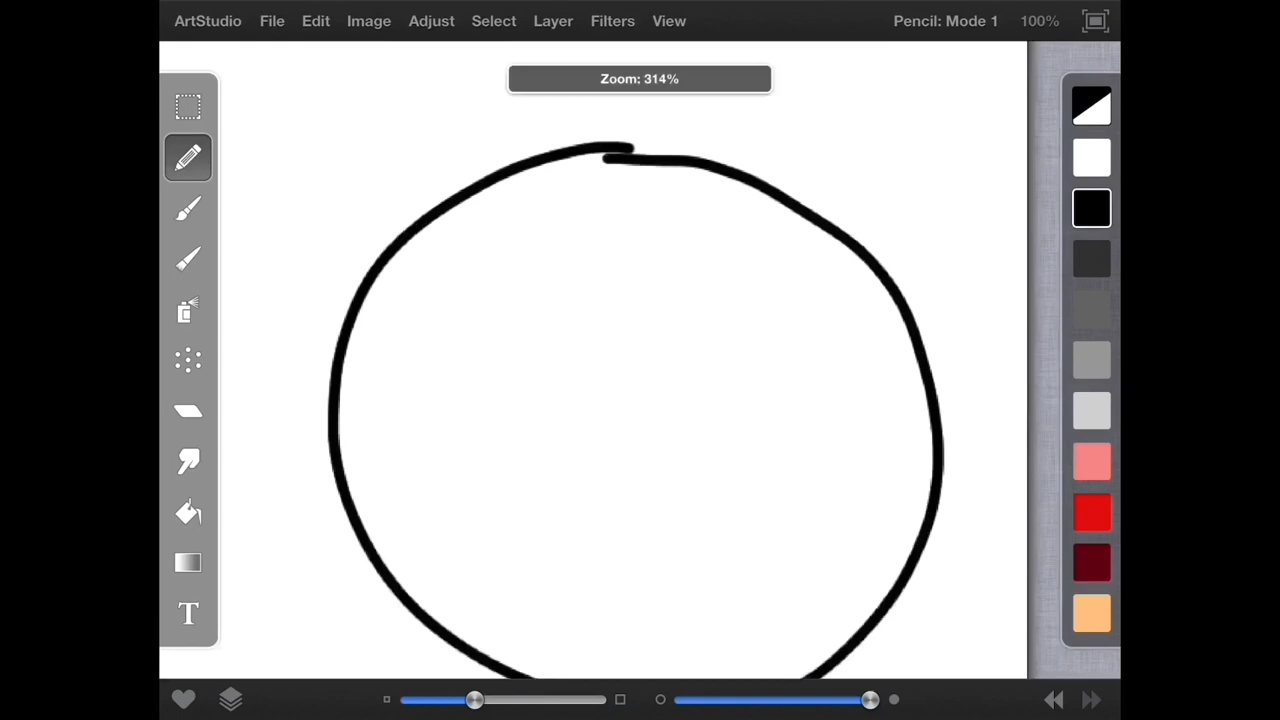 ArtStudio File Edit Image Adjust Select Layer Filters View Pencil: Mode 1 100%
Zoom: 314%
T